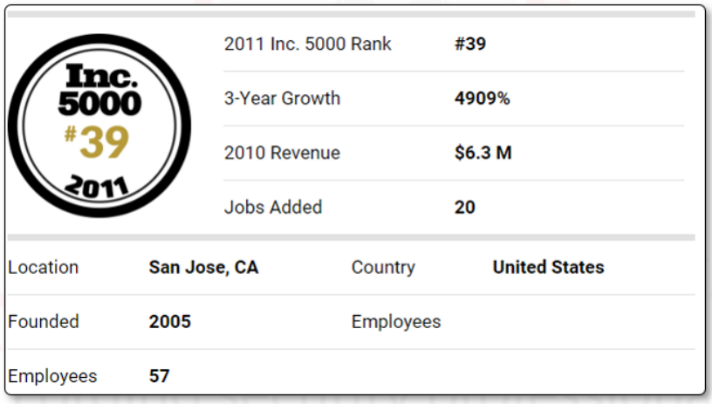 Inc.
5000
#39
2011
2011 Inc. 5000 Rank #39
3-Year Growth 4909%
2010 Revenue $6.3 M
Jobs Added 20
Location San Jose, CA Country United States
Founded 2005 Employees
Employees 57